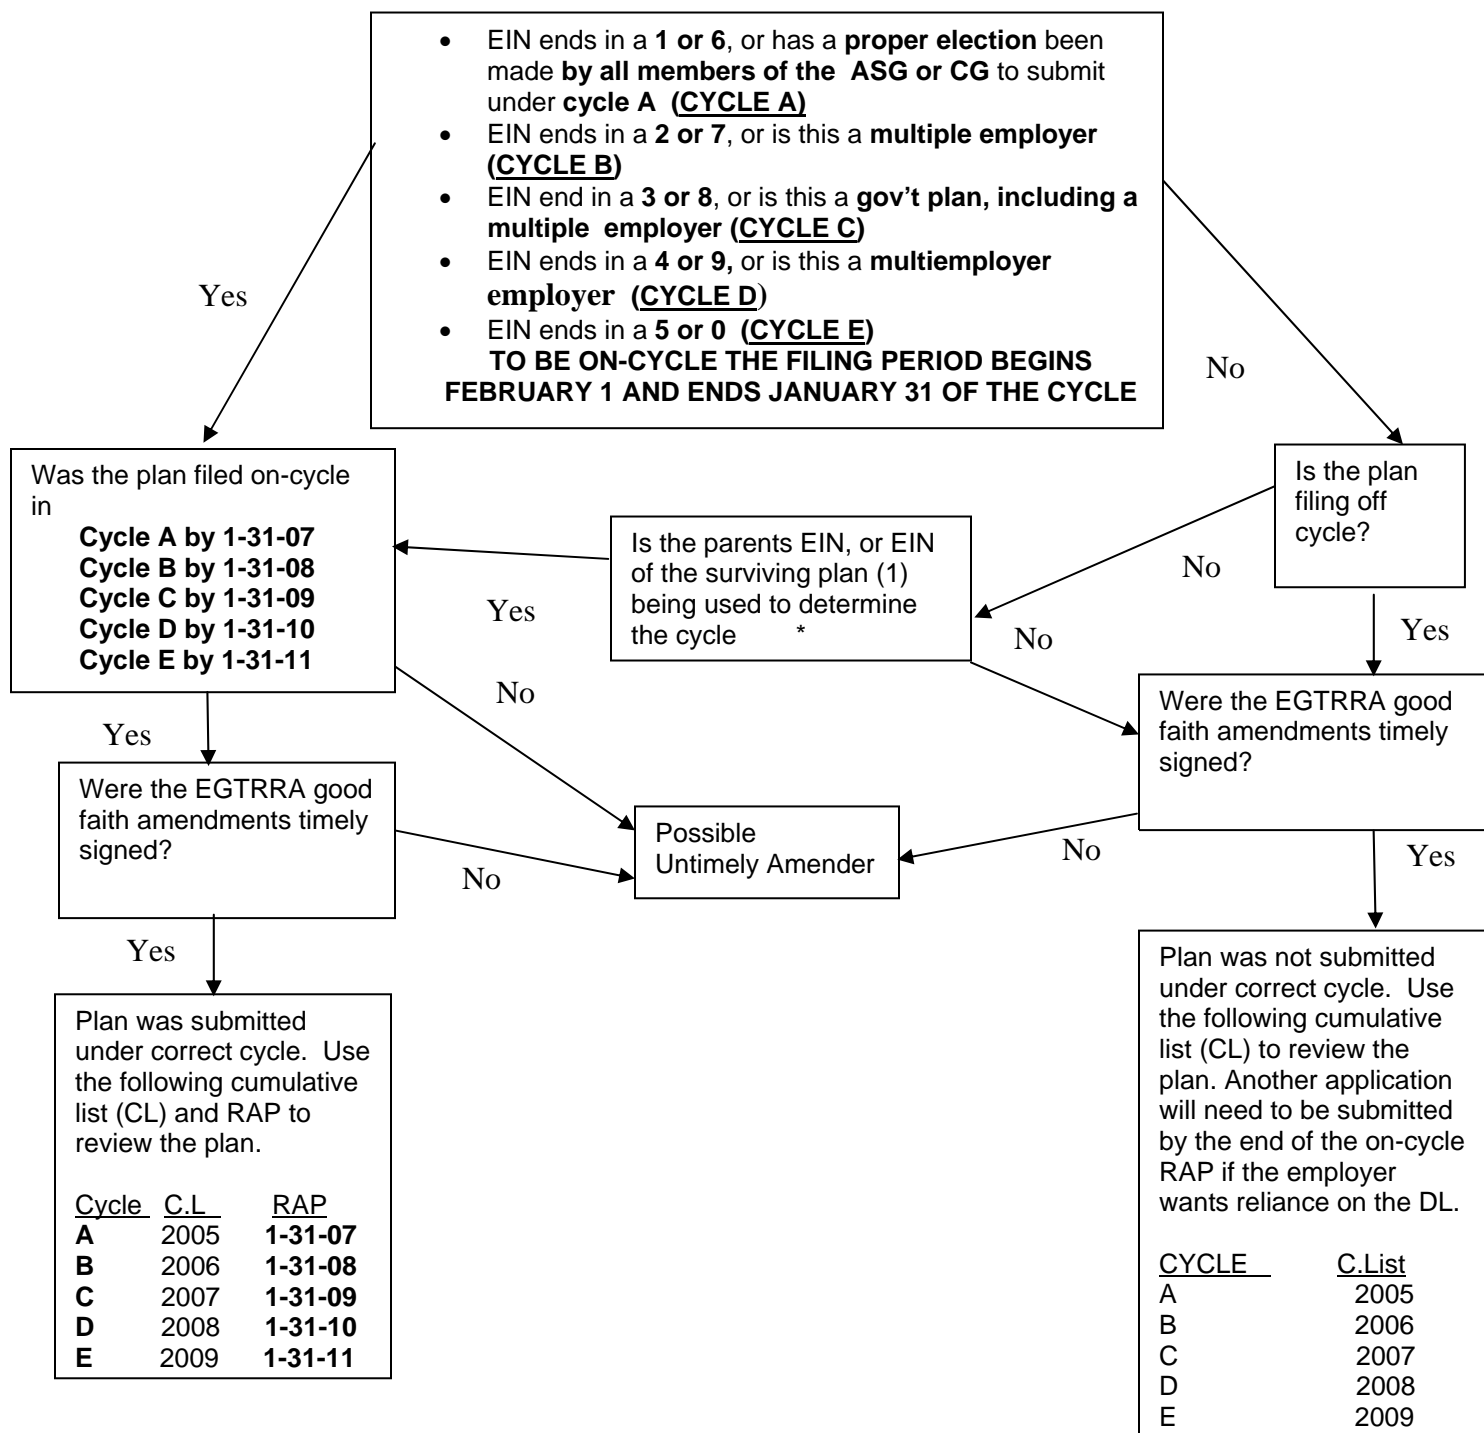 • EIN ends in a 1 or 6, or has a proper election been
made by all members of the ASG or CG to submit
under cycle A (CYCLE A)
• EIN ends in a 2 or 7, or is this a multiple employer
(CYCLE B)
• EIN end in a 3 or 8, or is this a gov't plan, including a
multiple employer (CYCLE C)
• EIN ends in a 4 or 9, or is this a multiemployer
employer (CYCLE D)
• EIN ends in a 5 or 0 (CYCLE E)
TO BE ON-CYCLE THE FILING PERIOD BEGINS
FEBRUARY 1 AND ENDS JANUARY 31 OF THE CYCLE
Yes
No
Was the plan filed on-cycle
in
Cycle A by 1-31-07
Cycle B by 1-31-08
Cycle C by 1-31-09
Cycle D by 1-31-10
Cycle E by 1-31-11
Yes
Is the parents EIN, or EIN
of the surviving plan (1)
being used to determine
the cycle *
No
No
Is the plan
filing off
cycle?
Yes
Yes
No
Were the EGTRRA good
faith amendments timely
signed?
No
Possible
Untimely Amender
No
Were the EGTRRA good
faith amendments timely
signed?
Yes
Yes
Plan was submitted
under correct cycle. Use
the following cumulative
list (CL) and RAP to
review the plan.
Cycle C.L RAP
A 2005 1-31-07
B 2006 1-31-08
C 2007 1-31-09
D 2008 1-31-10
E 2009 1-31-11
Plan was not submitted
under correct cycle. Use
the following cumulative
list (CL) to review the
plan. Another application
will need to be submitted
by the end of the on-cycle
RAP if the employer
wants reliance on the DL.
CYCLE C.List
A 2005
B 2006
C 2007
D 2008
E 2009